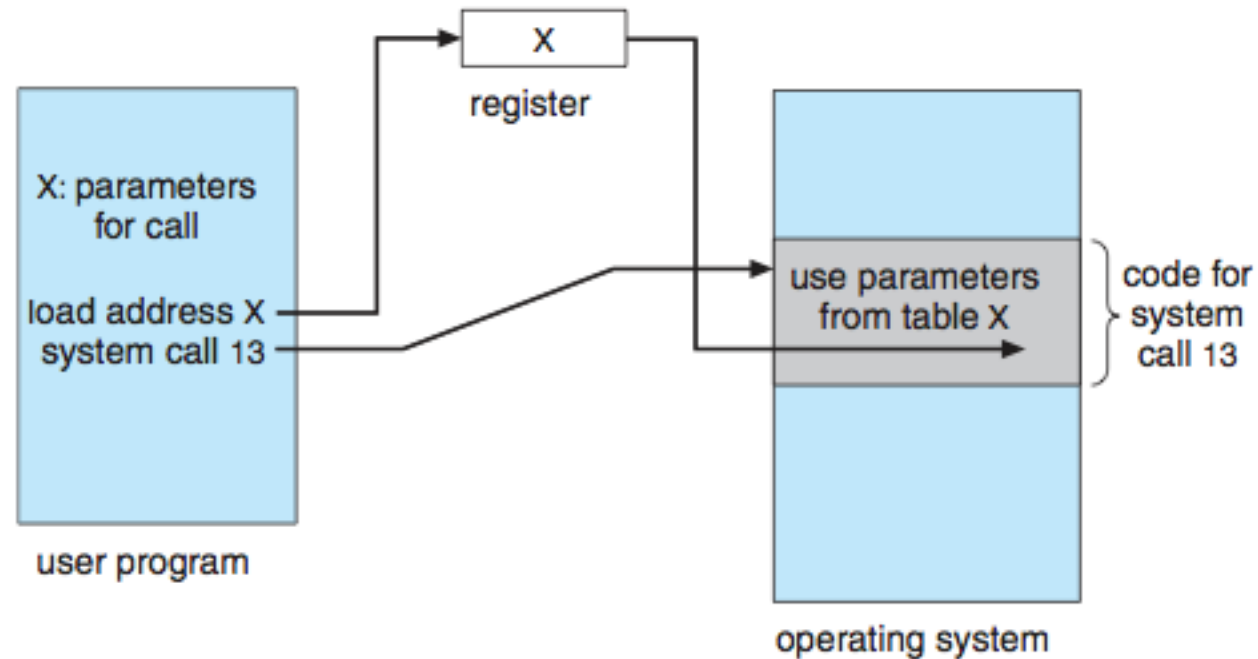 X
register
X: parameters
for call
load address X
system call 13
user program
use parameters
from table X
code for
system
call 13
operating system